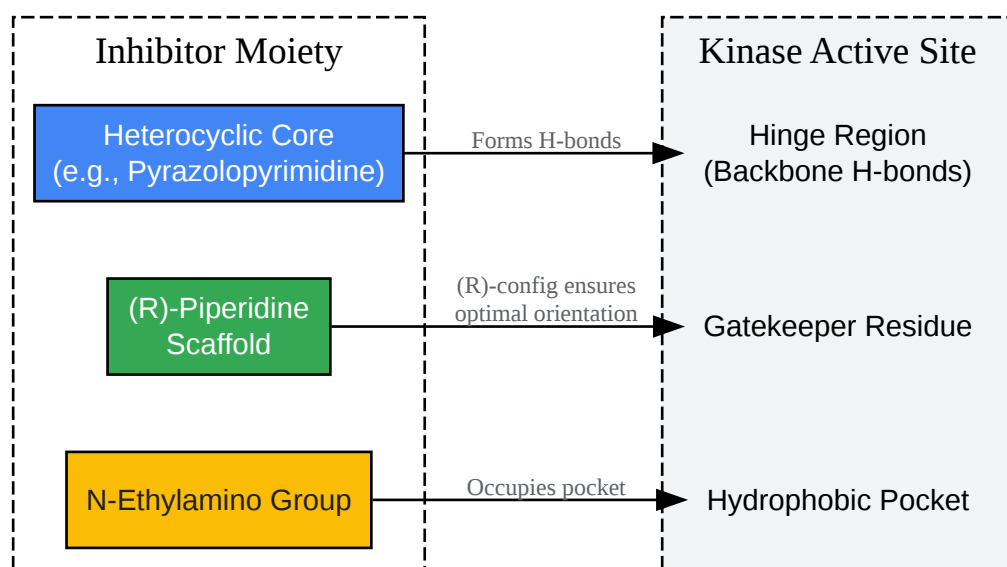 Inhibitor Moiety
Kinase Active Site
Heterocyclic Core
(e.g., Pyrazolopyrimidine)
Forms H-bonds
Hinge Region
(Backbone H-bonds)
(R)-Piperidine
Scaffold
(R)-config ensures
optimal orientation
Gatekeeper Residue
N-Ethylamino Group
Occupies pocket
Hydrophobic Pocket